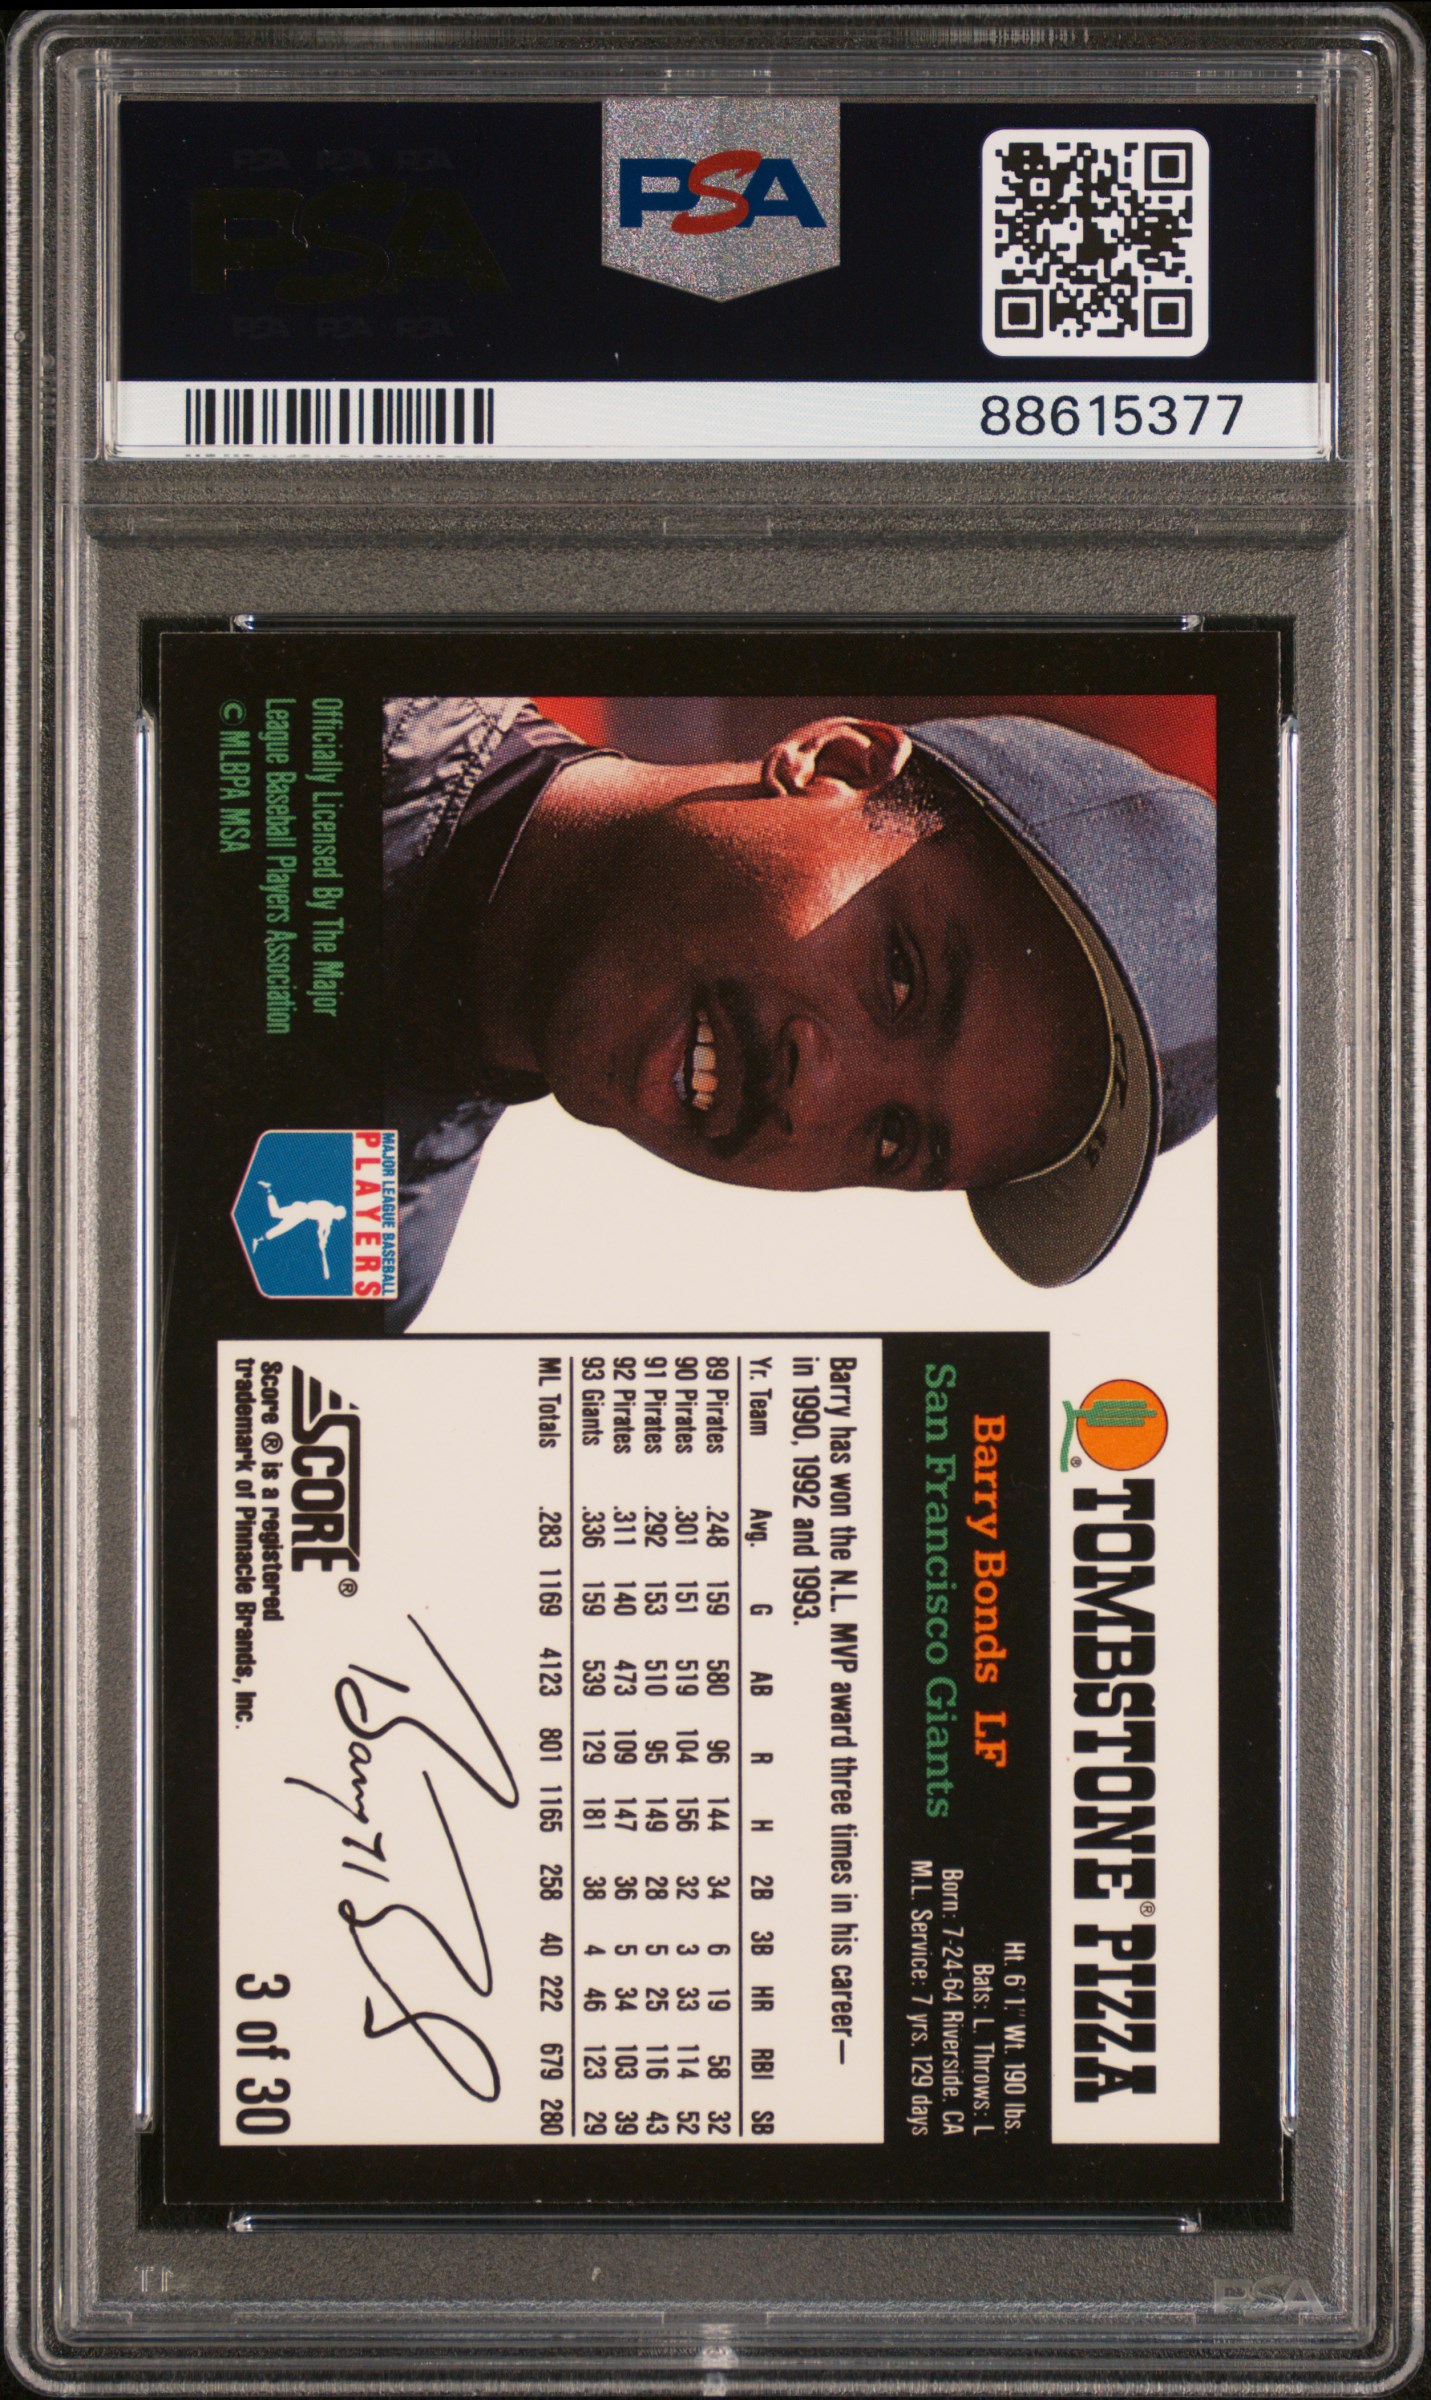 PSA
88615377
TOMBSTONE® PIZZA
Barry Bonds LF
San Francisco Giants
Ht. 6'1" Wt. 190 lbs.
Bats: L Throws: L
Born: 7-24-64 Riverside, CA
M.L. Service: 7 yrs. 129 days
Barry has won the N.L. MVP award three times in his career—
in 1990, 1992 and 1993.
Yr. Team Avg. G AB R H 2B 3B HR RBI SB
89 Pirates .248 159 580 96 144 34 6 19 58 32
90 Pirates .301 151 519 104 156 32 3 33 114 52
91 Pirates .292 153 510 95 149 28 5 25 116 43
92 Pirates .311 140 473 109 147 36 5 34 103 39
93 Giants .336 159 539 129 181 38 4 46 123 29
ML Totals .283 1169 4123 801 1165 258 40 222 679 280
SCORE®
Score ® is a registered
trademark of Pinnacle Brands, Inc.
3 of 30
MAJOR LEAGUE BASEBALL
PLAYERS
Officially Licensed By The Major
League Baseball Players Association
© MLBPA MSA
PSA